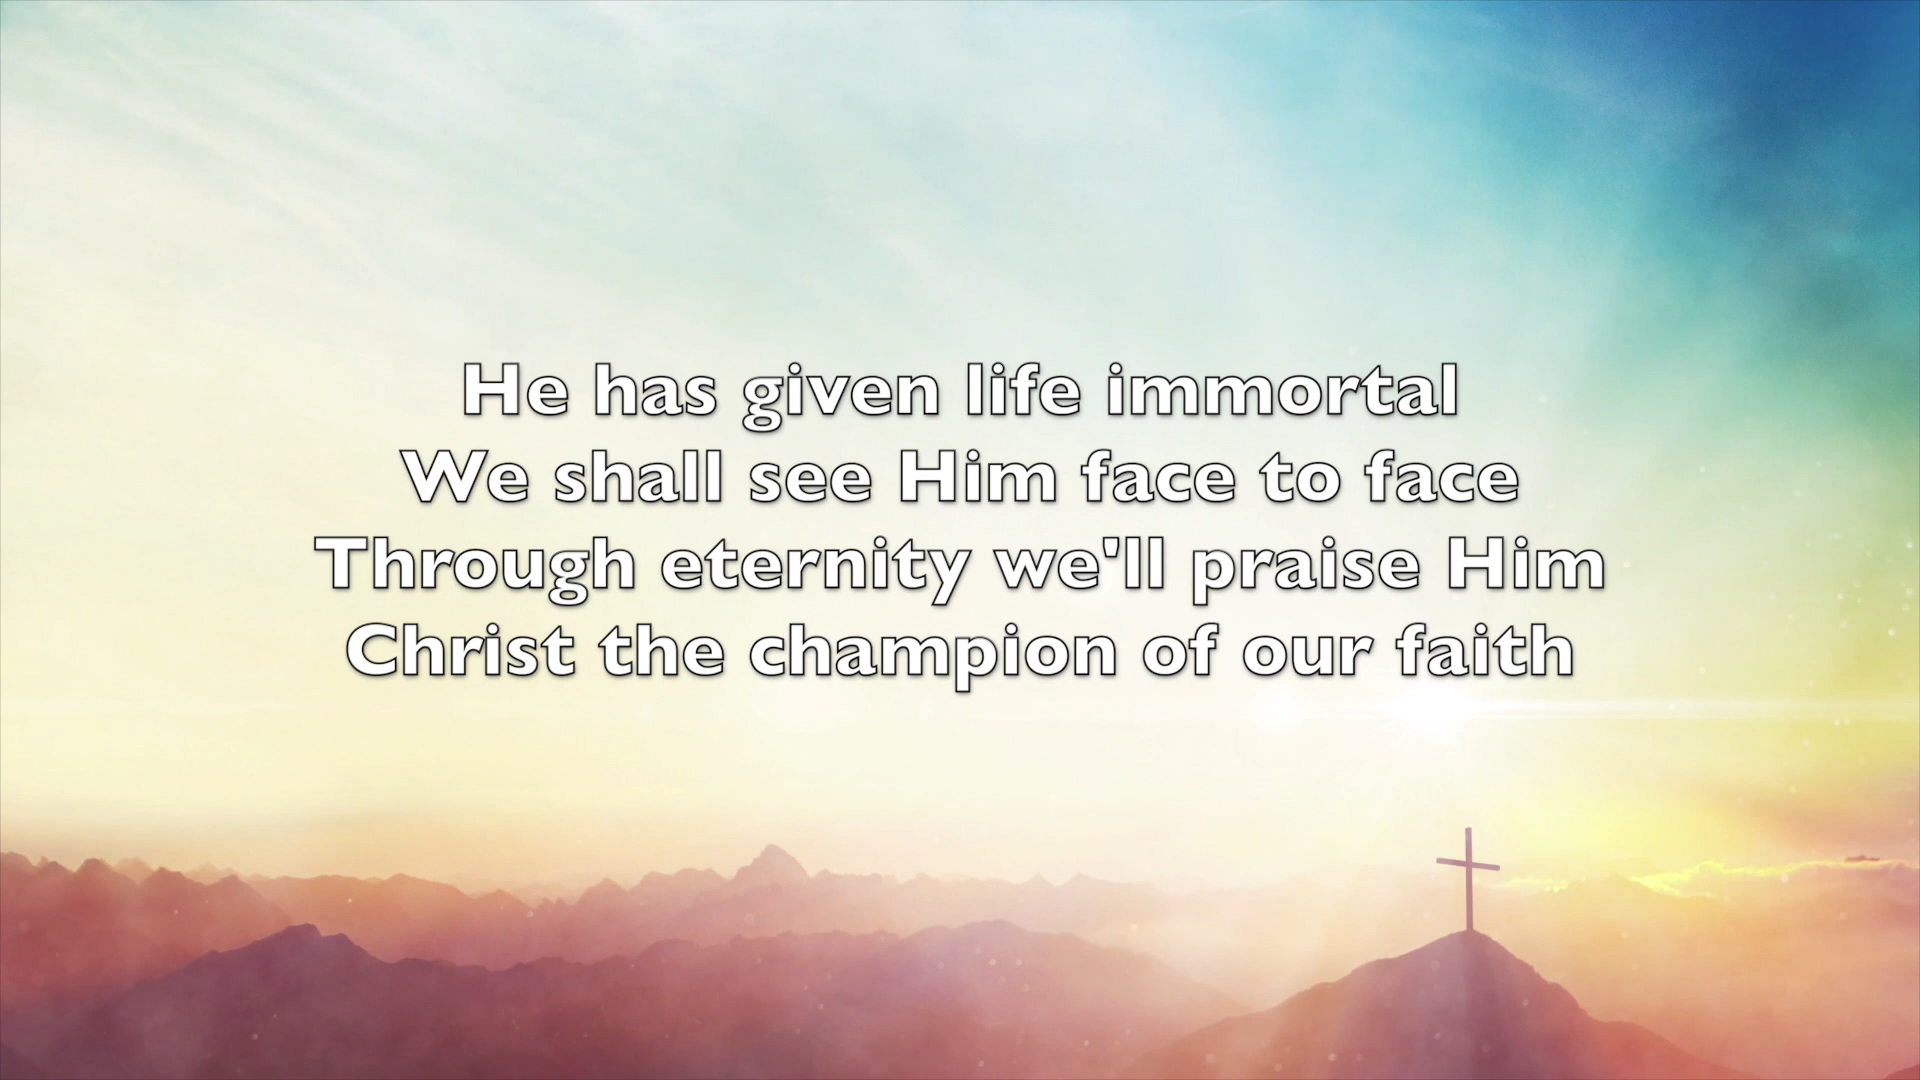 He has given life immortal
We shall see Him face to face
Through eternity we'll praise Him
Christ the champion of our faith